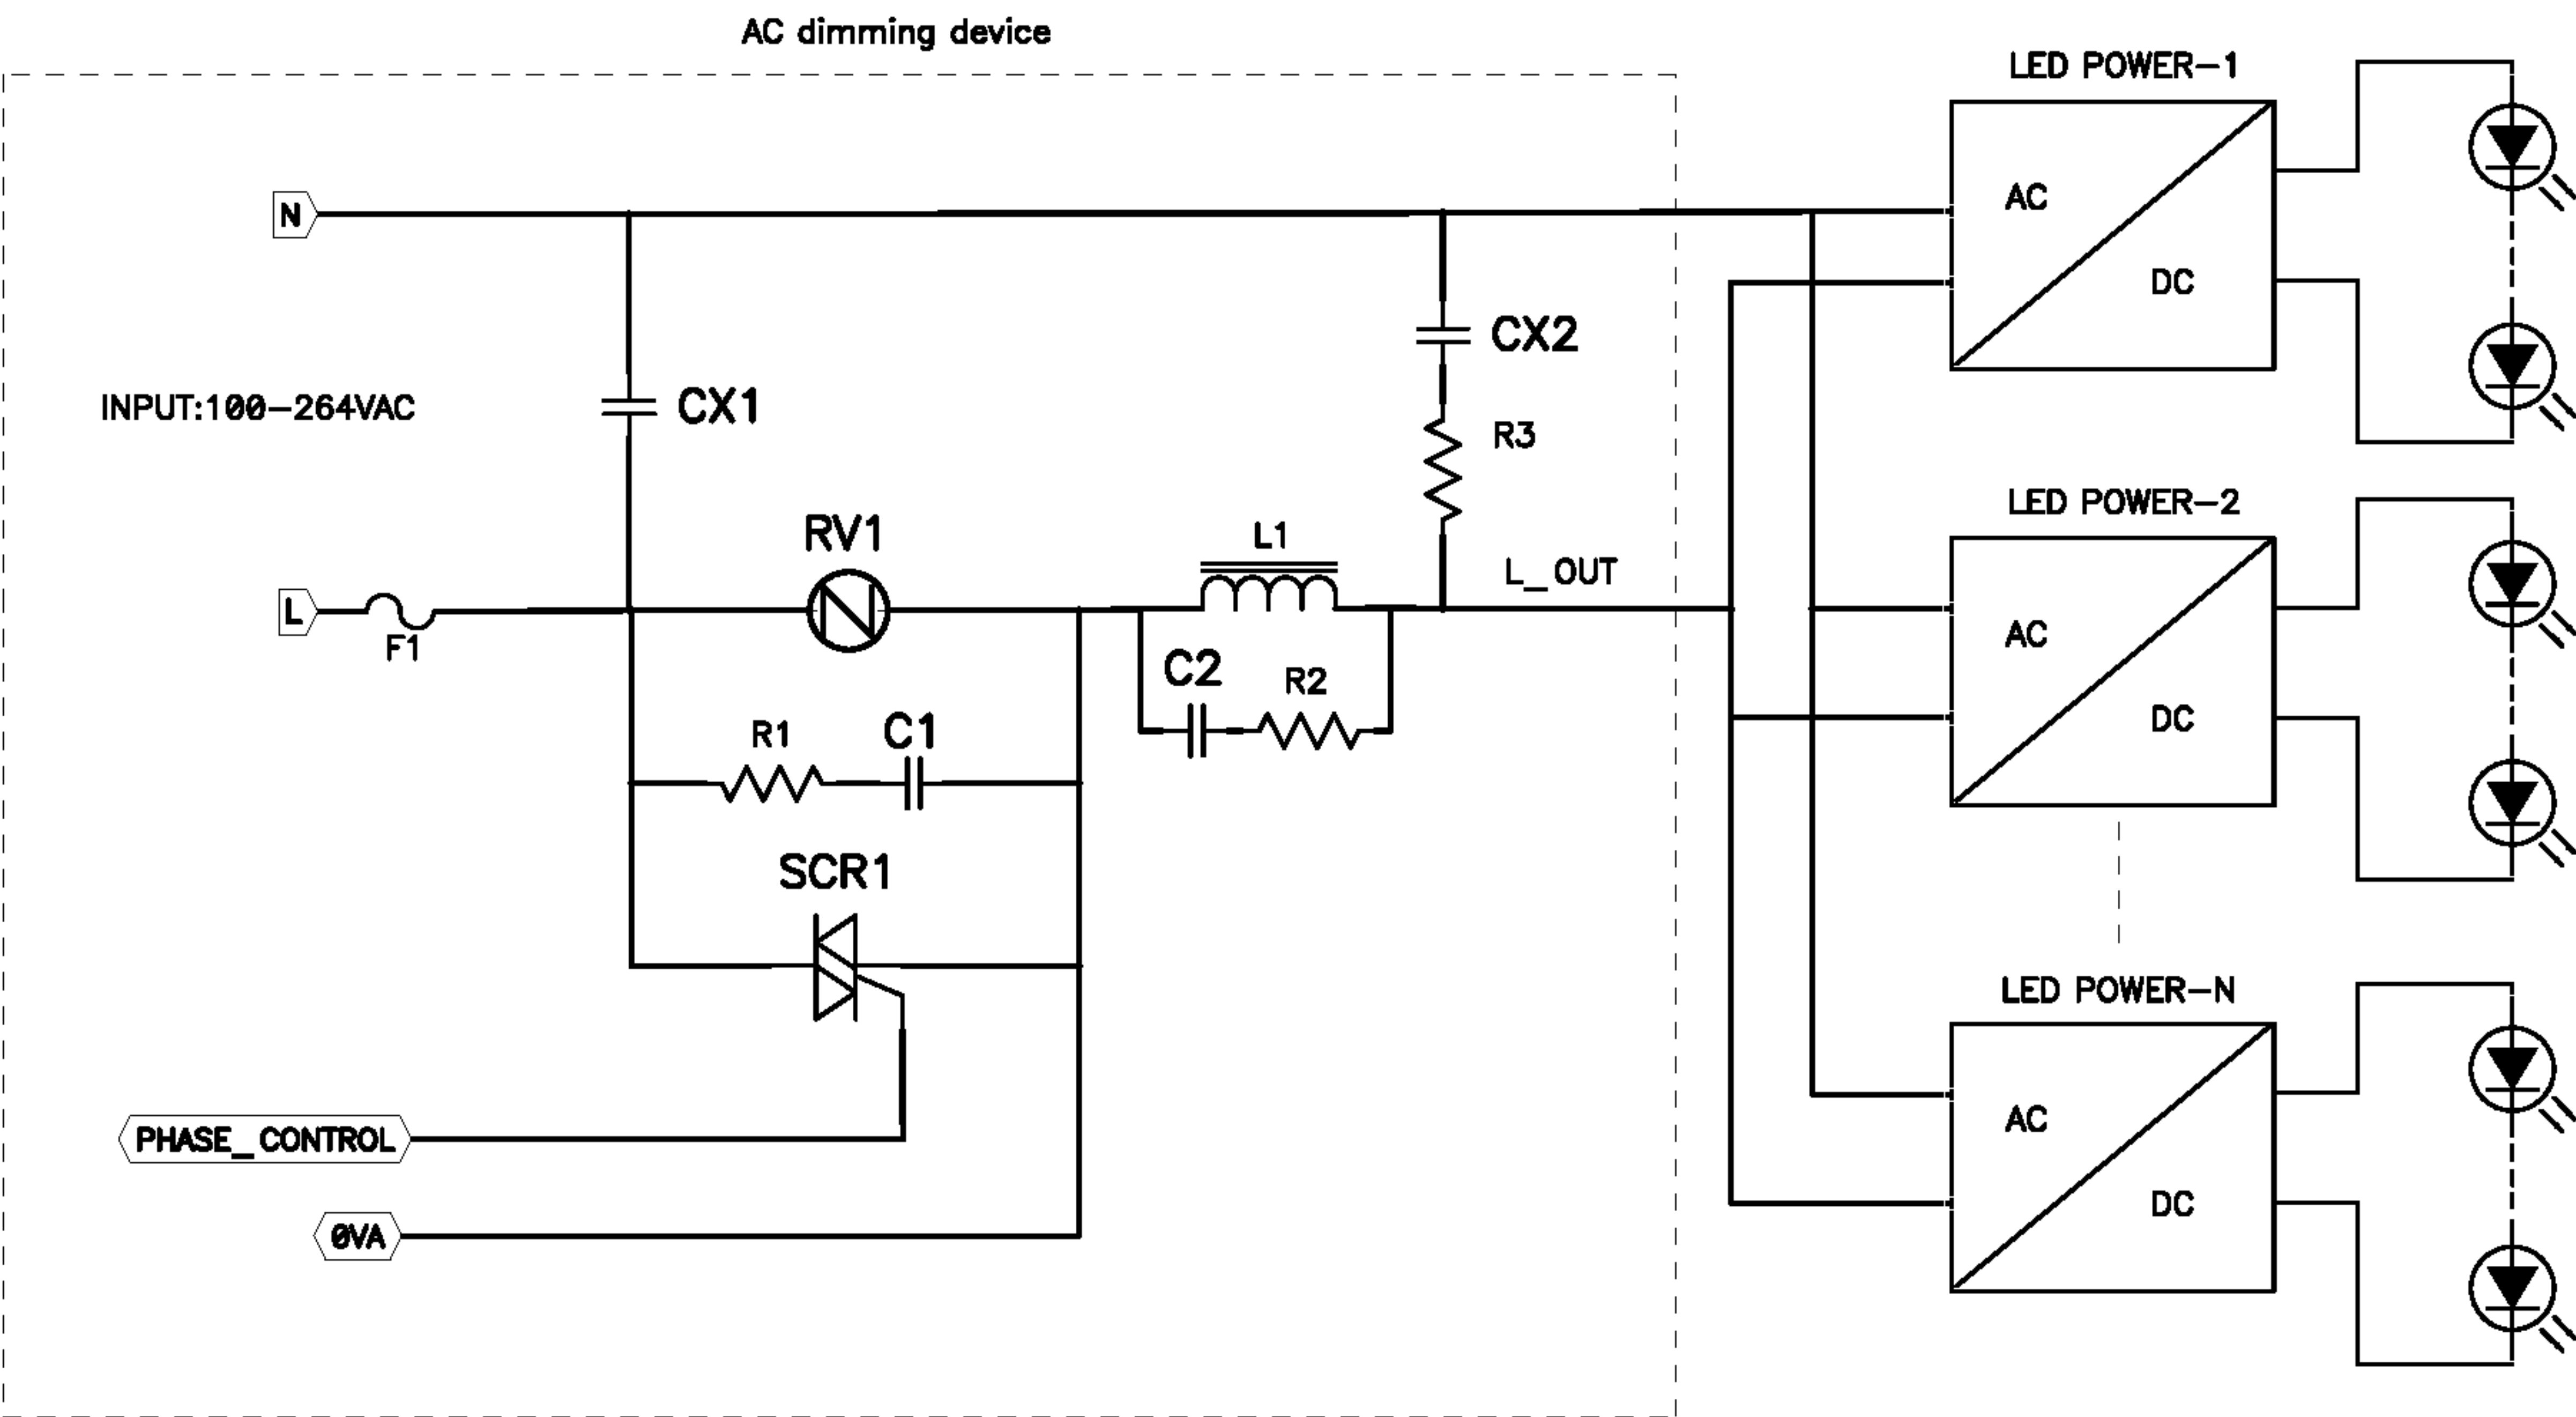 AC dimming device
LED POWER-1
AC
DC
N
CX2
R3
INPUT:100-264VAC
CX1
RV1
L1
L_OUT
L
F1
C2
R2
R1
C1
SCR1
LED POWER-2
AC
DC
LED POWER-N
AC
DC
PHASE_CONTROL
0VA